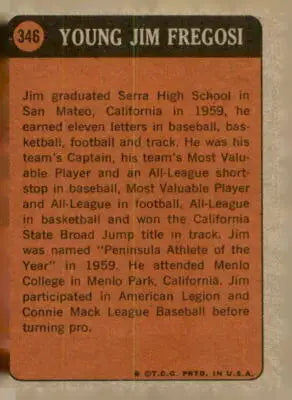 346 YOUNG JIM FREGOSI
Jim graduated Serra High School in
San Mateo, California in 1959, he
earned eleven letters in baseball, bas-
ketball, football and track. He was his
team's Captain, his team's Most Valu-
able Player and an All-League short-
stop in baseball, Most Valuable Player
and All-League in football, All-League
in basketball and won the California
State Broad Jump title in track. Jim
was named "Peninsula Athlete of the
Year" in 1959. He attended Menlo
College in Menlo Park, California. Jim
participated in American Legion and
Connie Mack League Baseball before
turning pro.
©T.C.G. PRTD. IN U.S.A.